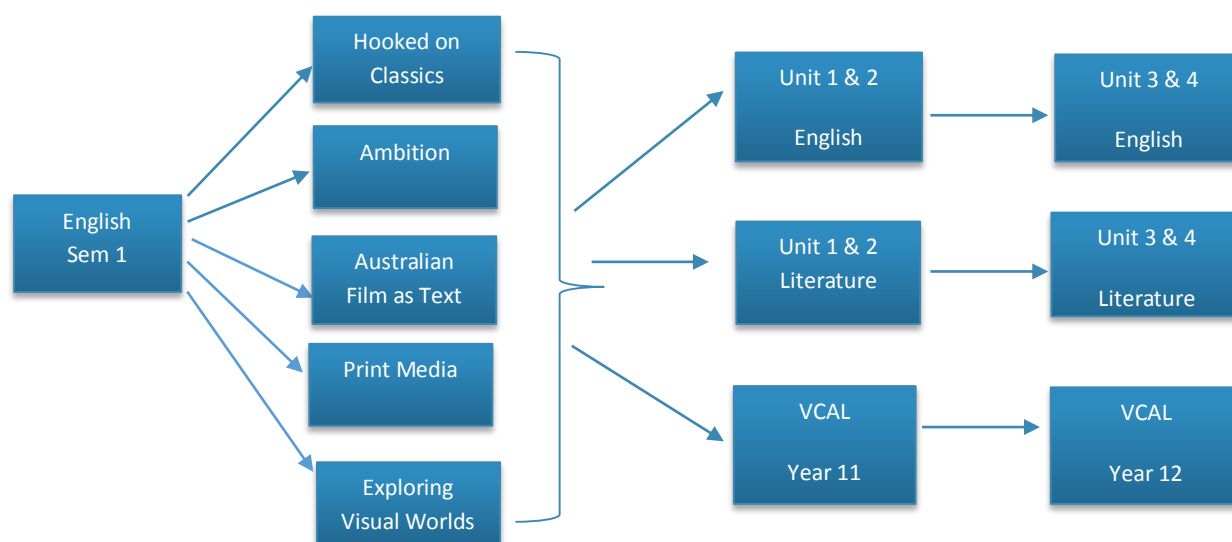 English
Sem 1
Hooked on
Classics
Ambition
Australian
Film as Text
Print Media
Exploring
Visual Worlds
Unit 1 & 2
English
Unit 3 & 4
English
Unit 1 & 2
Literature
Unit 3 & 4
Literature
VCAL
Year 11
VCAL
Year 12